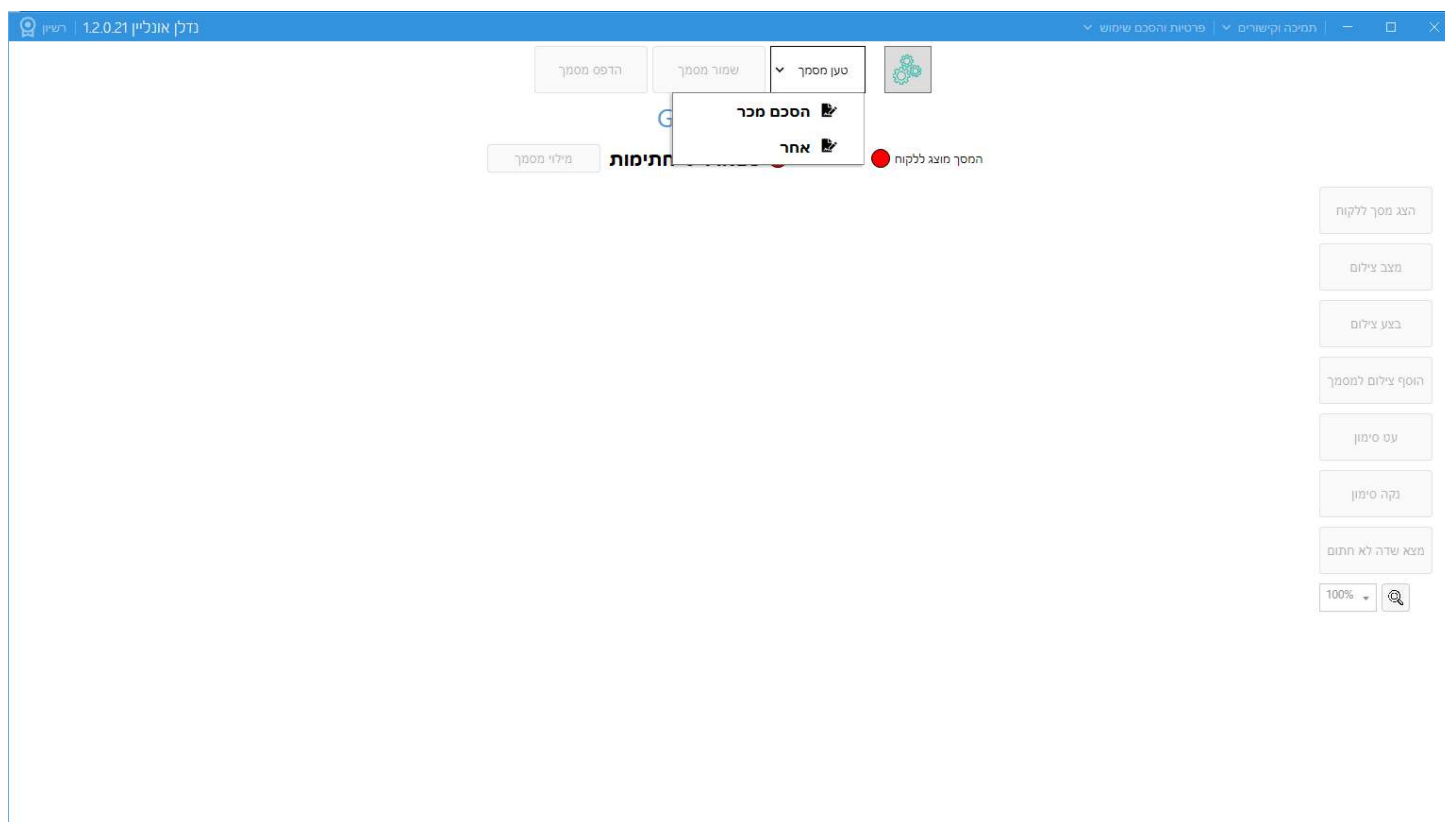 נדלן אונליין 1.2.0.21 | רשיון
תמיכה וקישורים | פרטיות והסכם שימוש
טען מסמך
שמור מסמך
הדפס מסמך
הסכם מכר
אחר
G
המסך מוצג ללקוח
חתימות
מילוי מסמך
הצג מסך ללקוח
מצב צילום
בצע צילום
הוסף צילום למסמך
עט סימון
נקה סימון
מצא שדה לא חתום
100%